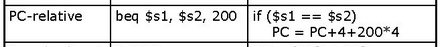 PC-relative beq $s1, $s2, 200 if ($s1 == $s2)
PC = PC+4+200*4